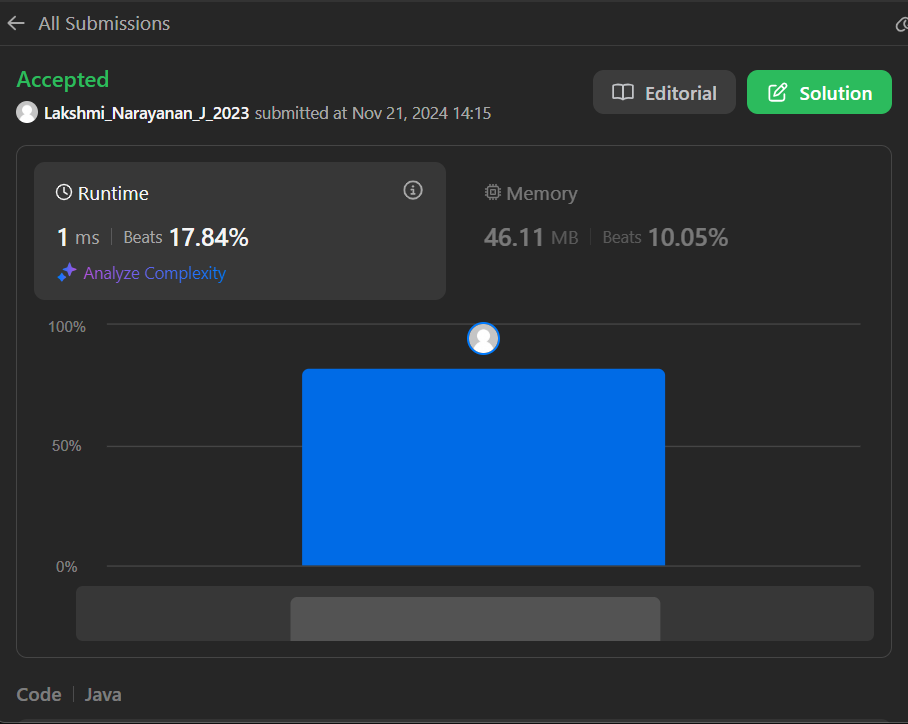 All Submissions
Accepted
Editorial
Solution
Lakshmi_Narayanan_J_2023 submitted at Nov 21, 2024 14:15
Runtime
1 ms | Beats 17.84%
Analyze Complexity
Memory
46.11 MB | Beats 10.05%
100%
50%
0%
Code | Java